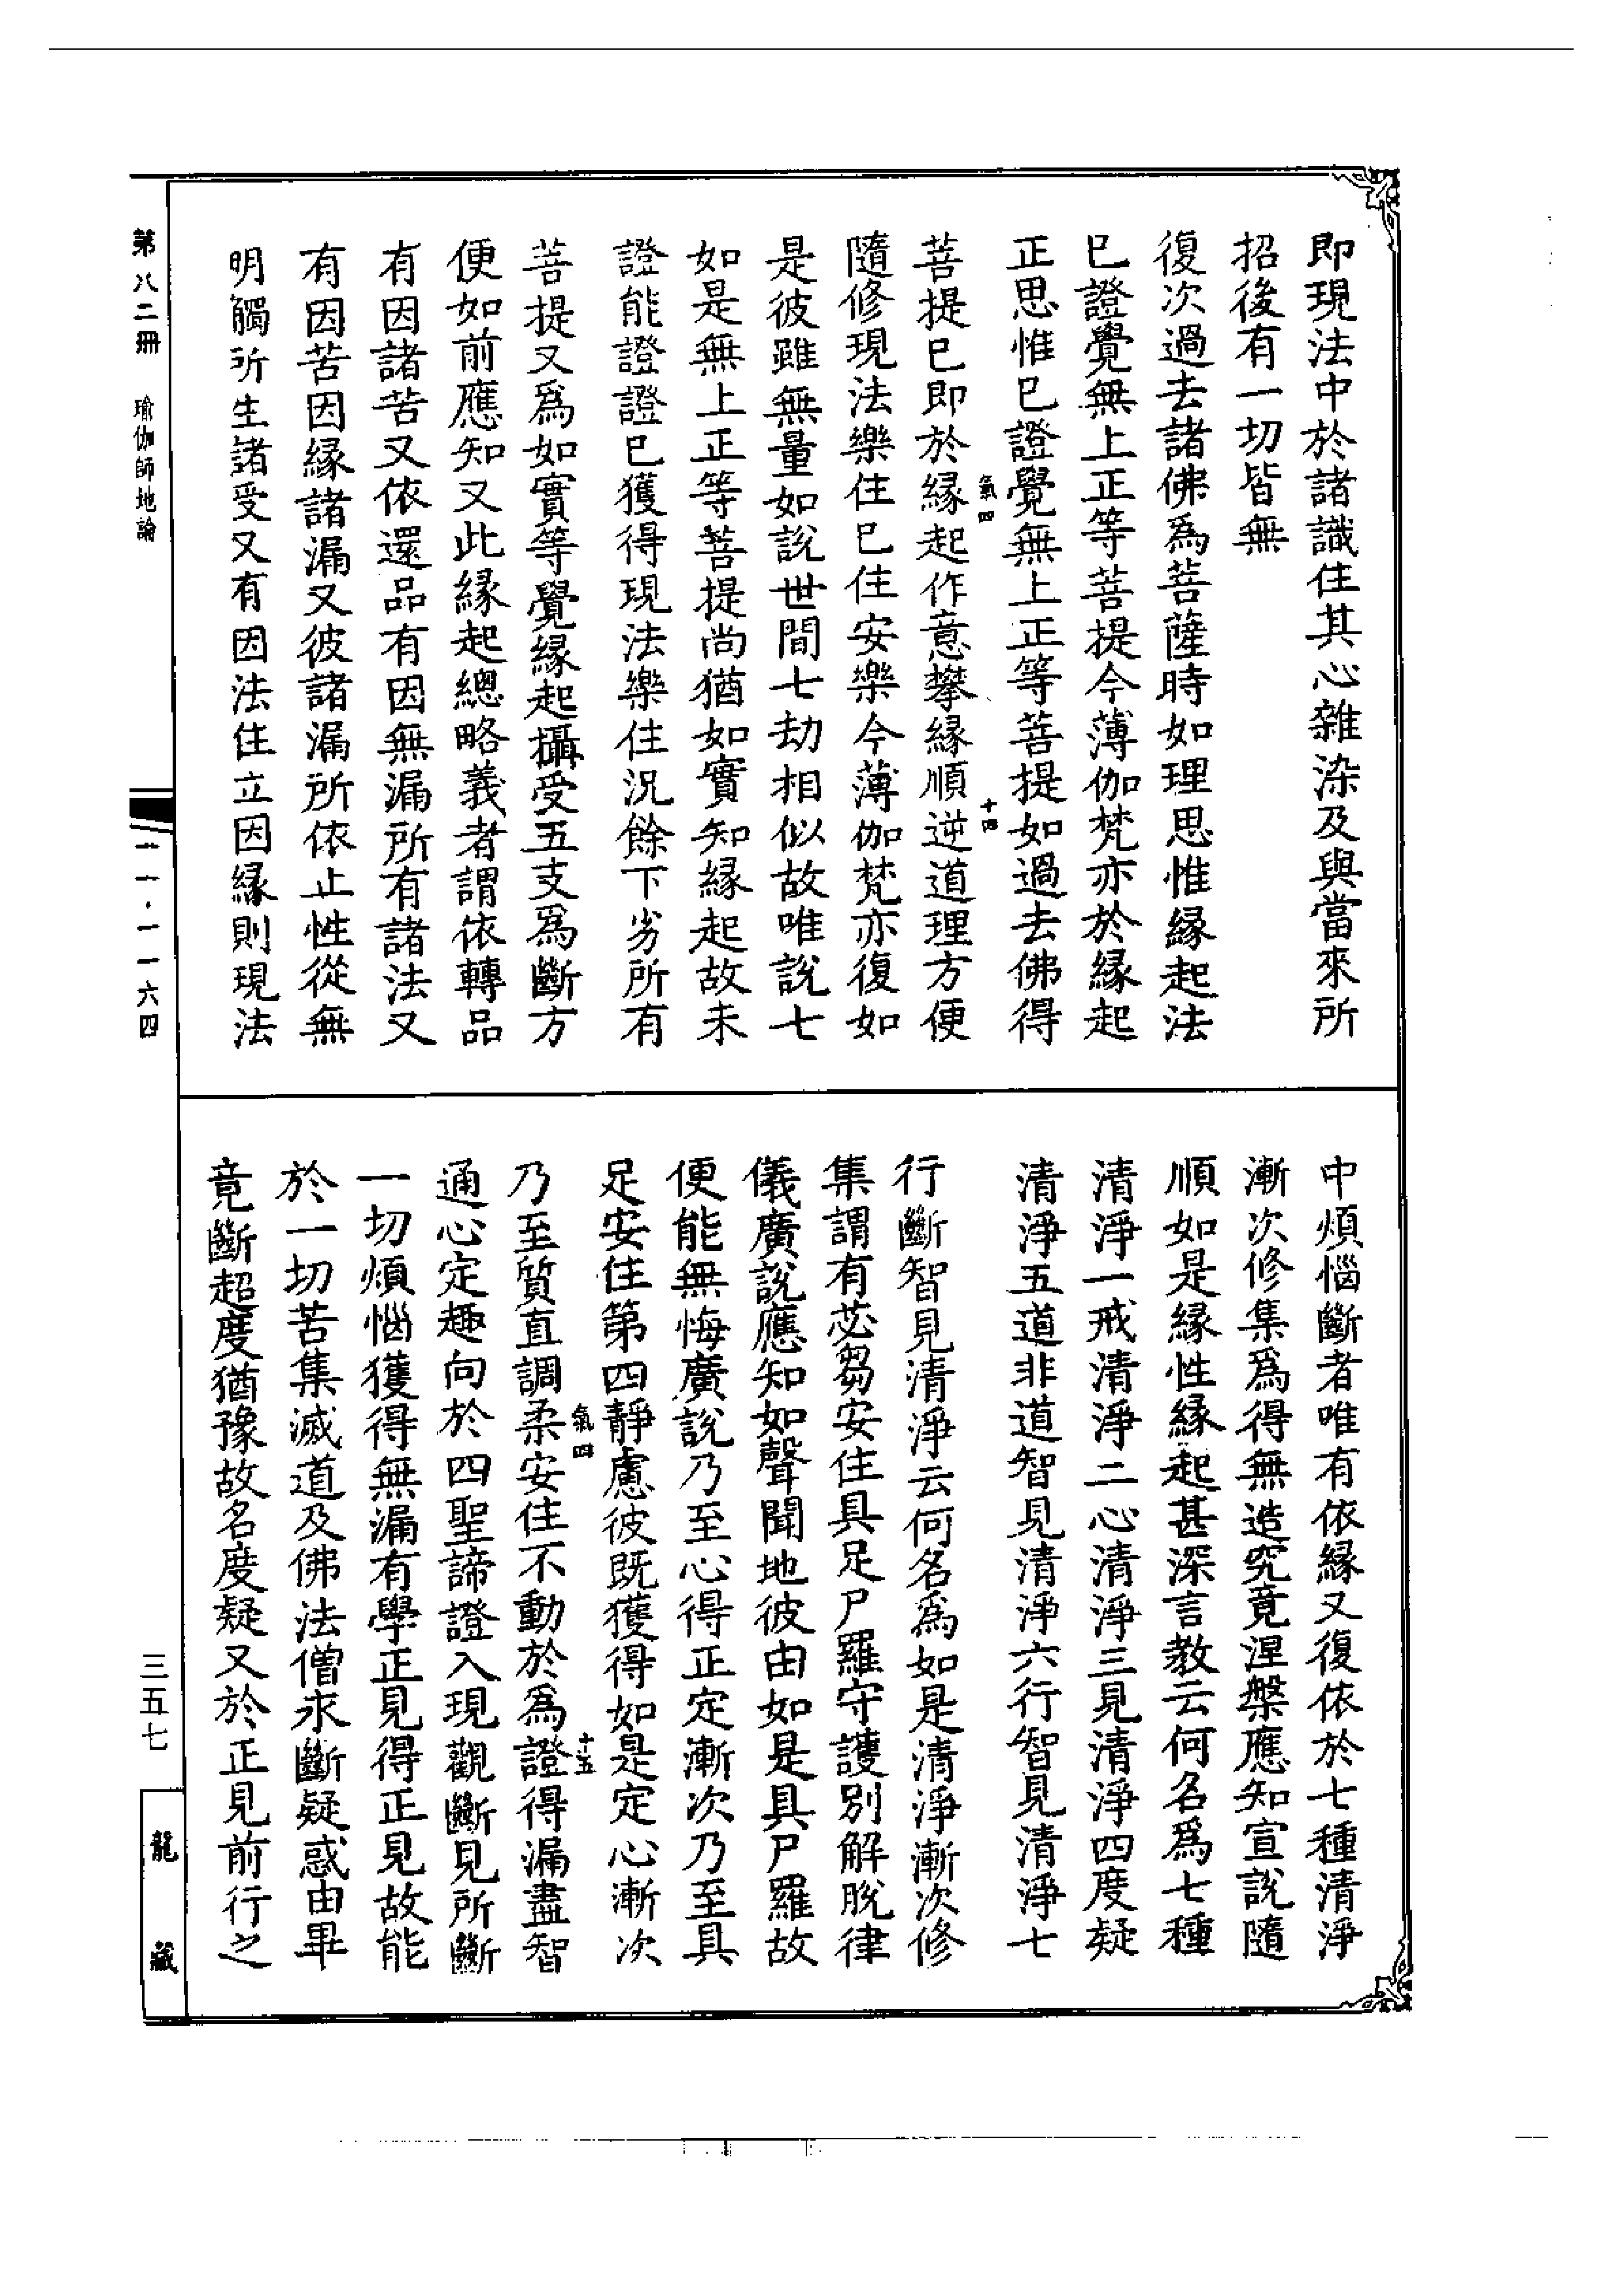 即現法中於諸識住其心雜染及與當來所
招後有一切皆無
復次過去諸佛爲菩薩時如理思惟緣起法
已證覺無上正等菩提今薄伽梵亦於緣起
正思惟已證覺無上正等菩提如過去佛得
氣四
十四
菩提已即於緣起作意攀緣順逆道理方便
隨修現法樂住已住安樂今薄伽梵亦復如
是彼雖無量如說世間七劫相似故唯說七
如是無上正等菩提尚猶如實知緣起故未
證能證證已獲得現法樂住況餘下劣所有
菩提又爲如實等覺緣起攝受五支爲斷方
便如前應知又此緣起總略義者謂依轉品
有因諸苦又依還品有因無漏所有諸法又
有因苦因緣諸漏又彼諸漏所依止性從無
明觸所生諸受又有因法住立因緣則現法
中煩惱斷者唯有依緣又復依於七種清淨
漸次修集爲得無造究竟涅槃應知宣說隨
順如是緣性緣起甚深言教云何名爲七種
清淨一戒清淨二心清淨三見清淨四度疑
清淨五道非道智見清淨六行智見清淨七
行斷智見清淨云何名爲如是清淨漸次修
集謂有苾芻安住具足尸羅守護別解脫律
儀廣說應知如聲聞地彼由如是具尸羅故
便能無悔廣說乃至心得正定漸次乃至具
足安住第四靜慮彼既獲得如是定心漸次
氣四
十五
乃至質直調柔安住不動於爲證得漏盡智
通心定趣向於四聖諦證入現觀斷見所斷
一切煩惱獲得無漏有學正見得正見故能
於一切苦集滅道及佛法僧永斷疑惑由畢
竟斷超度猶豫故名度疑又於正見前行之
第八二冊 瑜伽師地論
一一·一一六四
三五七
龍藏